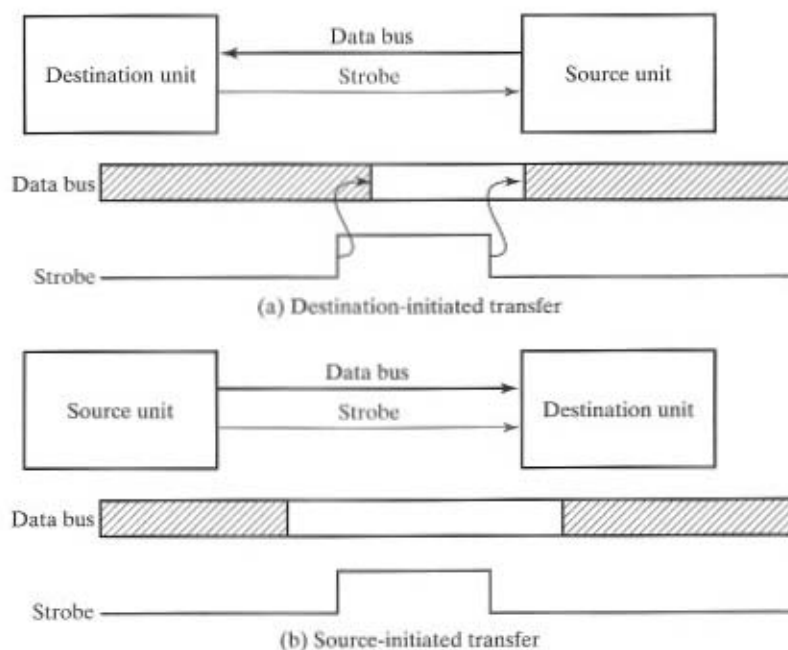 Data bus
Destination unit
Source unit
Strobe
Data bus
Strobe
(a) Destination-initiated transfer
Data bus
Source unit
Destination unit
Strobe
Data bus
Strobe
(b) Source-initiated transfer